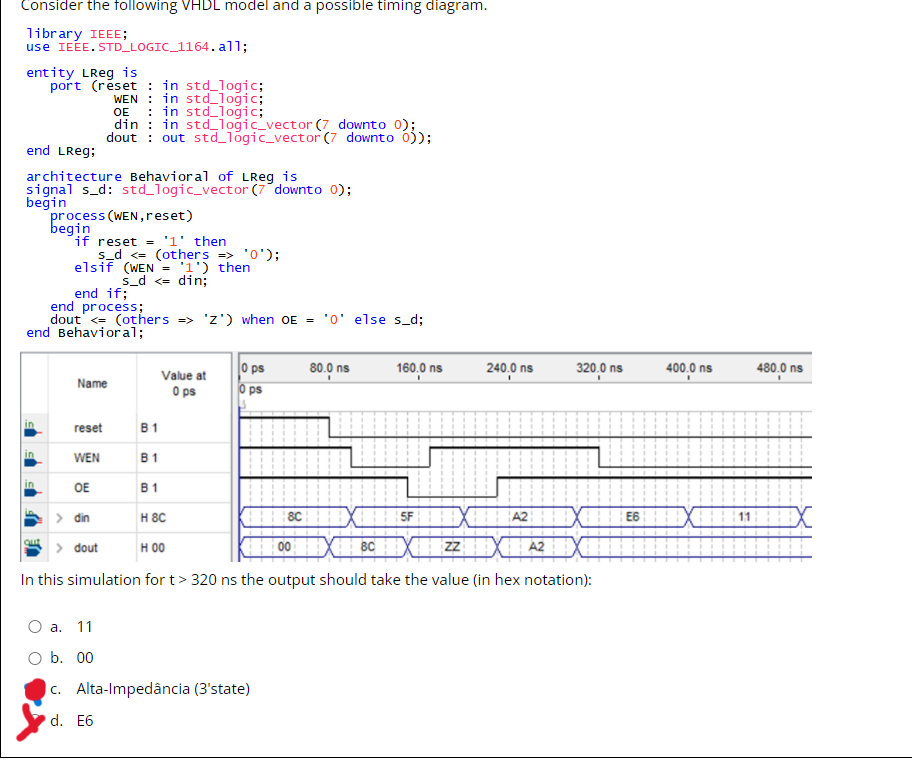 Consider the following VHDL model and a possible timing diagram.
library IEEE;
use IEEE.STD_LOGIC_1164.all;
entity LReg is
port (reset : in std_logic;
WEN : in std_logic;
OE : in std_logic;
din : in std_logic_vector(7 downto 0);
dout : out std_logic_vector(7 downto 0));
end LReg;
architecture Behavioral of LReg is
signal s_d: std_logic_vector(7 downto 0);
begin
process(WEN,reset)
begin
if reset = '1' then
s_d <= (others => '0');
elsif (WEN = '1') then
s_d <= din;
end if;
end process;
dout <= (others => 'Z') when OE = '0' else s_d;
end Behavioral;
Name Value at 0 ps 80.0 ns 160.0 ns 240.0 ns 320.0 ns 400.0 ns 480.0 ns
0 ps 0 ps
in reset B 1
in WEN B 1
in OE B 1
in > din H 8C 8C 5F A2 E6 11
out > dout H 00 00 8C ZZ A2
In this simulation for t > 320 ns the output should take the value (in hex notation):
a. 11
b. 00
c. Alta-Impedância (3'state)
d. E6